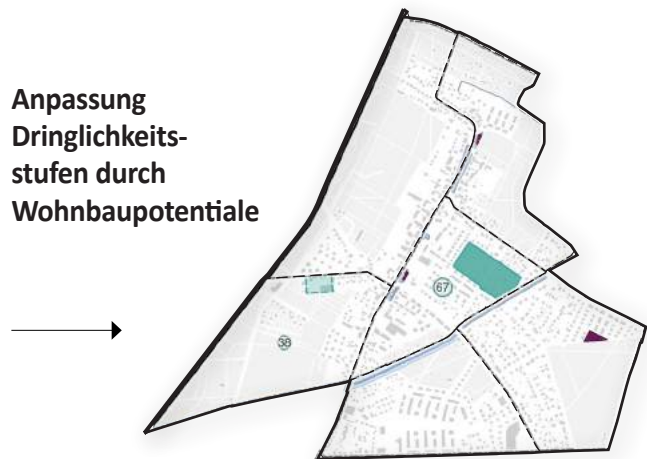 Anpassung
Dringlichkeits-
stufen durch
Wohnbaupotentiale
67
38